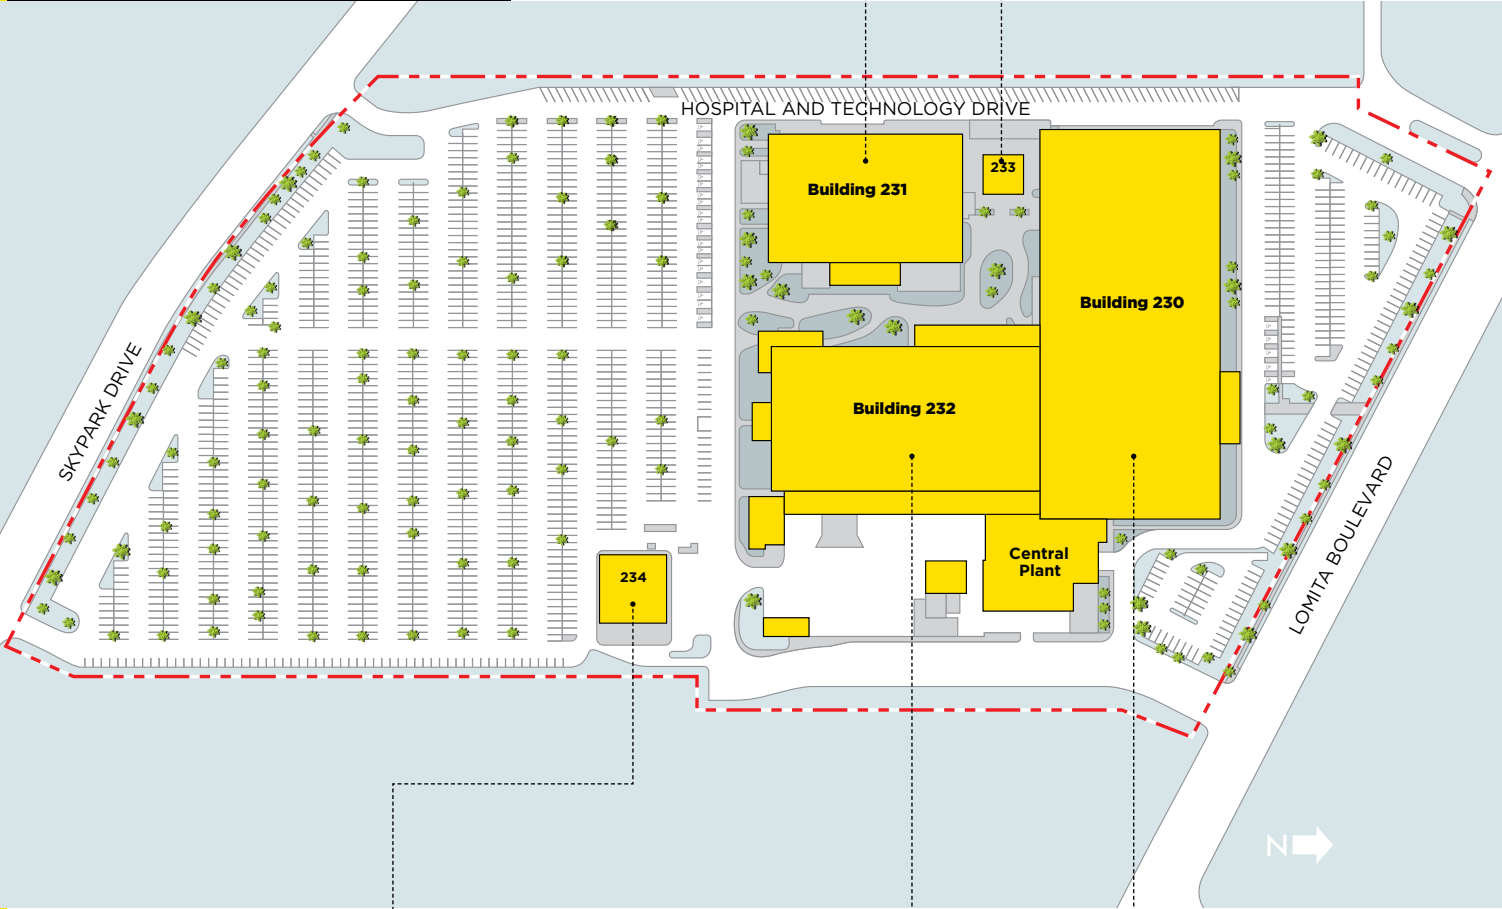 HOSPITAL AND TECHNOLOGY DRIVE
233
Building 231
Building 230
SKYPARK DRIVE
Building 232
LOMITA BOULEVARD
Central
Plant
234
N